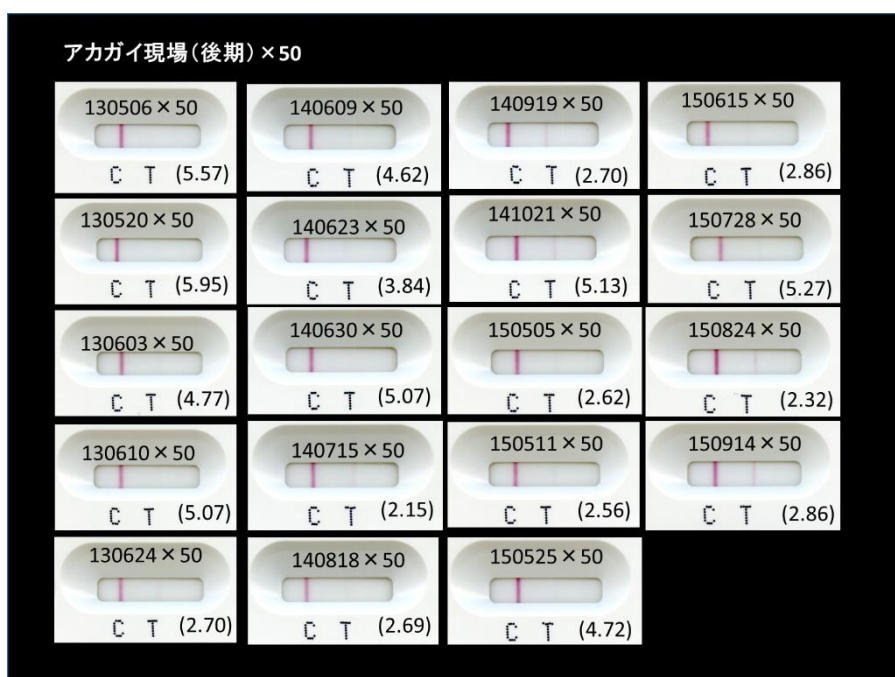 アカガイ現場(後期)×50
130506×50
C T (5.57)
130520×50
C T (5.95)
130603×50
C T (4.77)
130610×50
C T (5.07)
130624×50
C T (2.70)
140609×50
C T (4.62)
140623×50
C T (3.84)
140630×50
C T (5.07)
140715×50
C T (2.15)
140818×50
C T (2.69)
140919×50
C T (2.70)
141021×50
C T (5.13)
150505×50
C T (2.62)
150511×50
C T (2.56)
150525×50
C T (4.72)
150615×50
C T (2.86)
150728×50
C T (5.27)
150824×50
C T (2.32)
150914×50
C T (2.86)